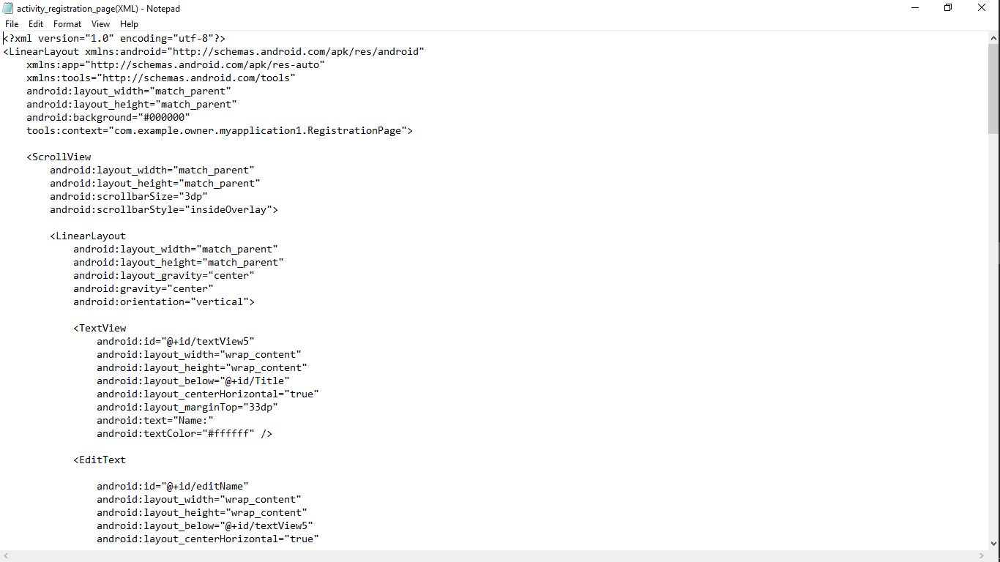 activity_registration_page(XML) - Notepad
File Edit Format View Help
<?xml version="1.0" encoding="utf-8"?>
<LinearLayout xmlns:android="http://schemas.android.com/apk/res/android"
    xmlns:app="http://schemas.android.com/apk/res-auto"
    xmlns:tools="http://schemas.android.com/tools"
    android:layout_width="match_parent"
    android:layout_height="match_parent"
    android:background="#000000"
    tools:context="com.example.owner.myapplication1.RegistrationPage">

    <ScrollView
        android:layout_width="match_parent"
        android:layout_height="match_parent"
        android:scrollbarSize="3dp"
        android:scrollbarStyle="insideOverlay">

        <LinearLayout
            android:layout_width="match_parent"
            android:layout_height="match_parent"
            android:layout_gravity="center"
            android:gravity="center"
            android:orientation="vertical">

            <TextView
                android:id="@+id/textView5"
                android:layout_width="wrap_content"
                android:layout_height="wrap_content"
                android:layout_below="@+id/Title"
                android:layout_centerHorizontal="true"
                android:layout_marginTop="33dp"
                android:text="Name:"
                android:textColor="#ffffff" />

            <EditText

                android:id="@+id/editName"
                android:layout_width="wrap_content"
                android:layout_height="wrap_content"
                android:layout_below="@+id/textView5"
                android:layout_centerHorizontal="true"